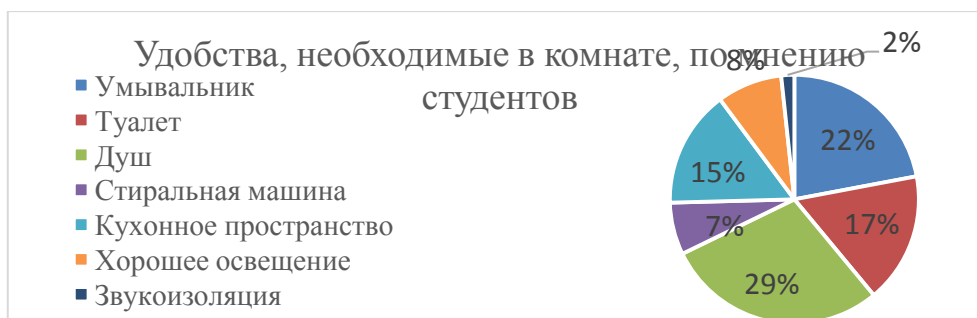 Удобства, необходимые в комнате, по мнению
студентов
Умывальник
Туалет
Душ
Стиральная машина
Кухонное пространство
Хорошее освещение
Звукоизоляция
22%
17%
29%
7%
15%
8%
2%